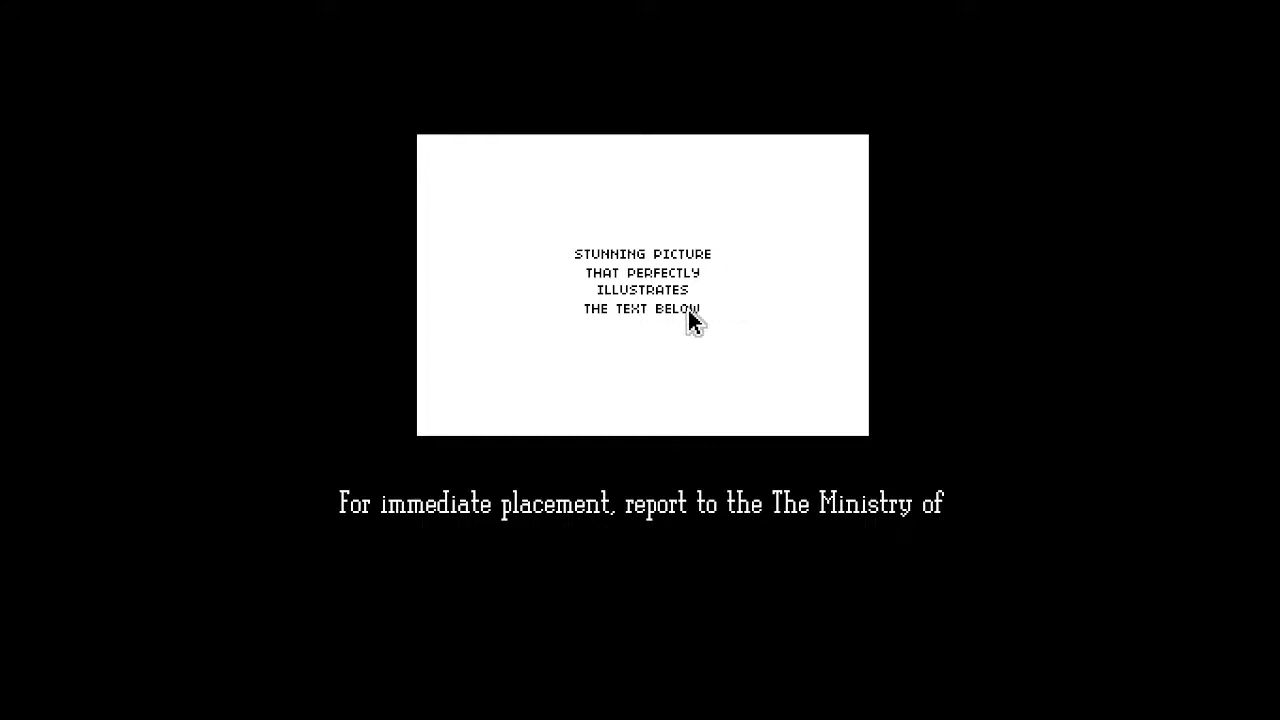 STUNNING PICTURE
THAT PERFECTLY
ILLUSTRATES
THE TEXT BELOW
For immediate placement, report to the The Ministry of